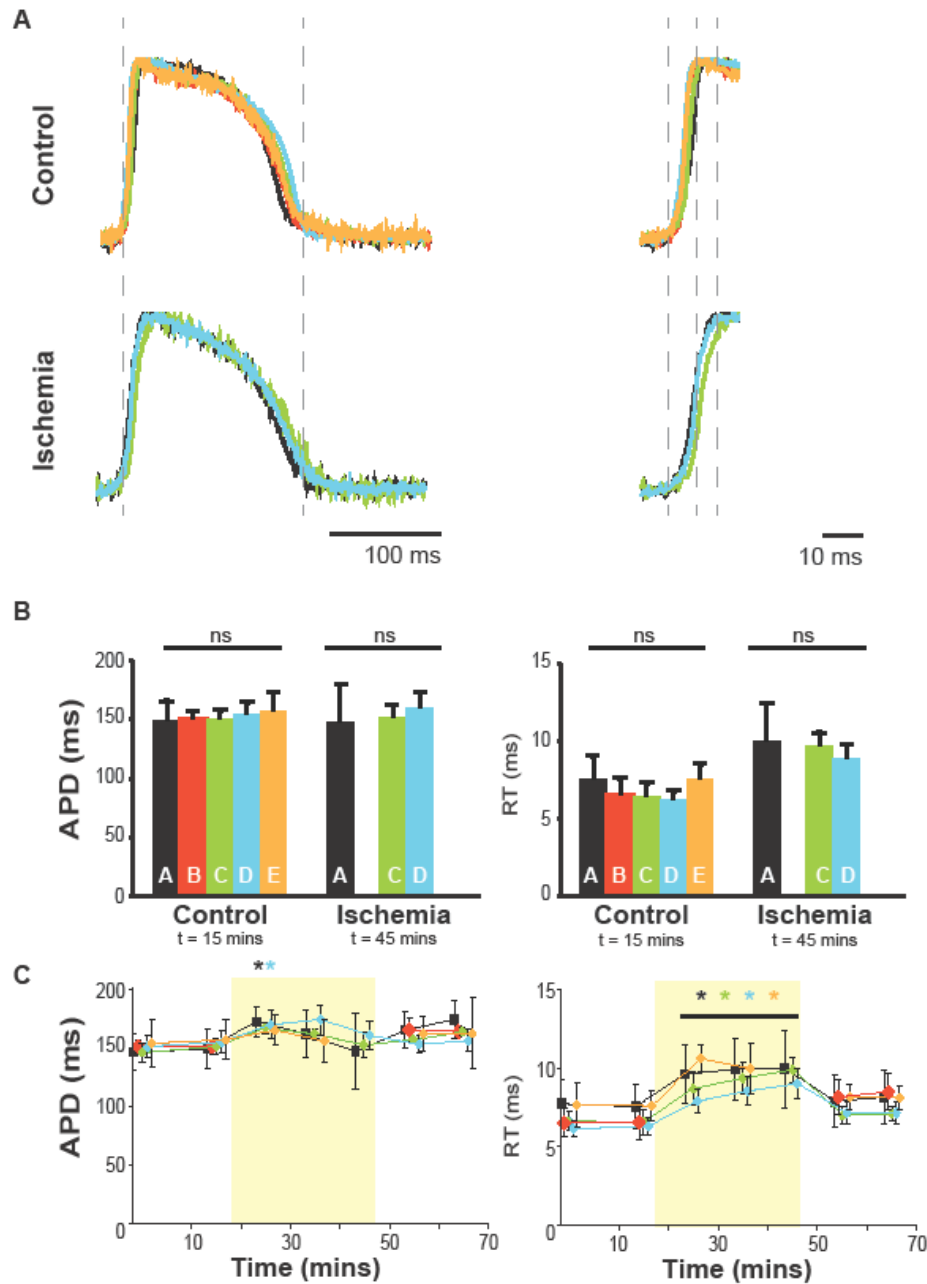 A
Control
Ischemia
100 ms
10 ms
B
ns
ns
200
150
100
50
0
APD (ms)
A B C D E
A C D
Control
t = 15 mins
Ischemia
t = 45 mins
ns
ns
15
10
5
0
RT (ms)
A B C D E
A C D
Control
t = 15 mins
Ischemia
t = 45 mins
C
**
200
150
100
50
0
APD (ms)
10
30
50
70
Time (mins)
* * * *
15
10
5
0
RT (ms)
10
30
50
70
Time (mins)